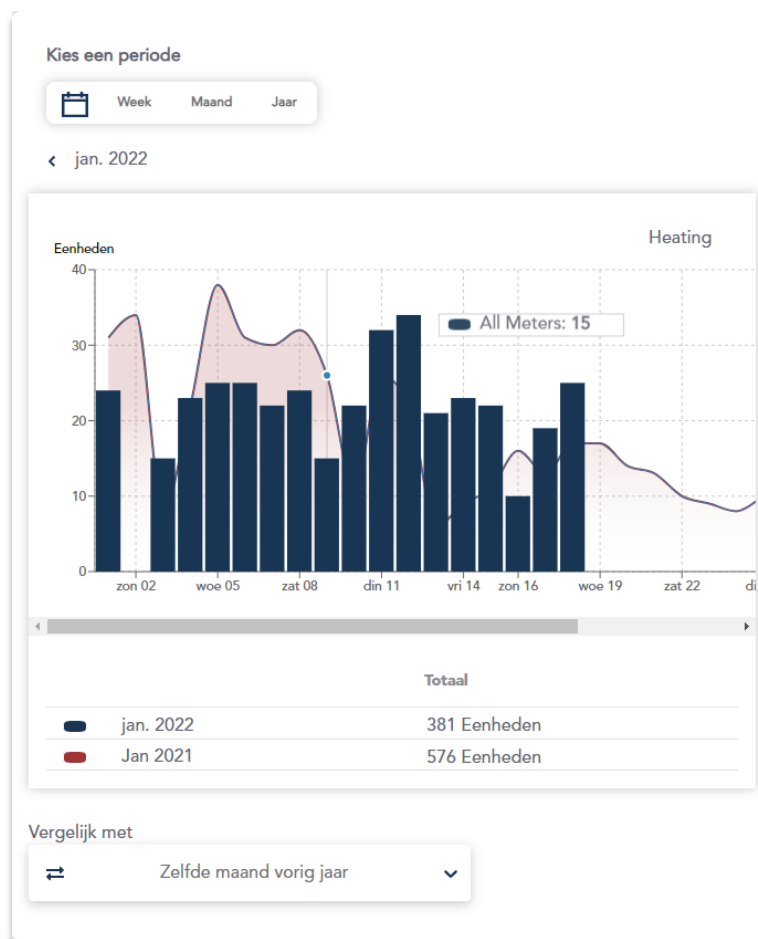 Kies een periode
Week Maand Jaar
jan. 2022
Heating
Eenheden
40
All Meters: 15
30
20
10
0
zon 02 woe 05 zat 08 din 11 vri 14 zon 16 woe 19 zat 22 di
Totaal
jan. 2022 381 Eenheden
Jan 2021 576 Eenheden
Vergelijk met
Zelfde maand vorig jaar